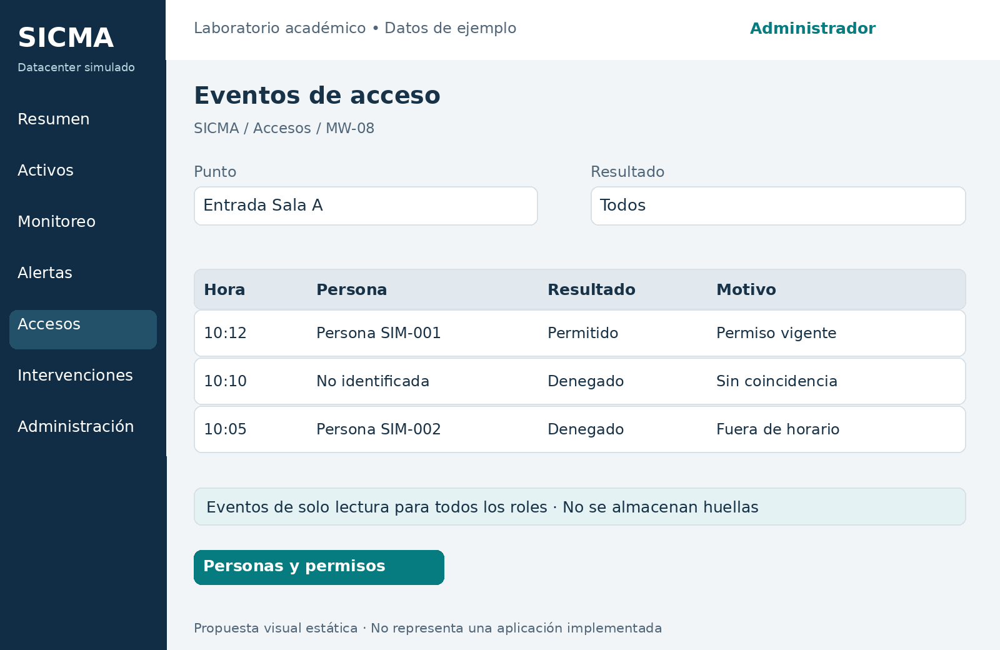 SICMA
Datacenter simulado
Resumen
Activos
Monitoreo
Alertas
Accesos
Intervenciones
Administración
Laboratorio académico • Datos de ejemplo
Administrador
Eventos de acceso
SICMA / Accesos / MW-08
Punto
Entrada Sala A
Resultado
Todos
Hora Persona Resultado Motivo
10:12 Persona SIM-001 Permitido Permiso vigente
10:10 No identificada Denegado Sin coincidencia
10:05 Persona SIM-002 Denegado Fuera de horario
Eventos de solo lectura para todos los roles · No se almacenan huellas
Personas y permisos
Propuesta visual estática · No representa una aplicación implementada